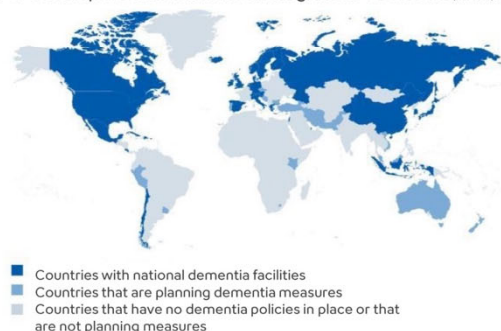 Countries with national dementia facilities
Countries that are planning dementia measures
Countries that have no dementia policies in place or that
are not planning measures